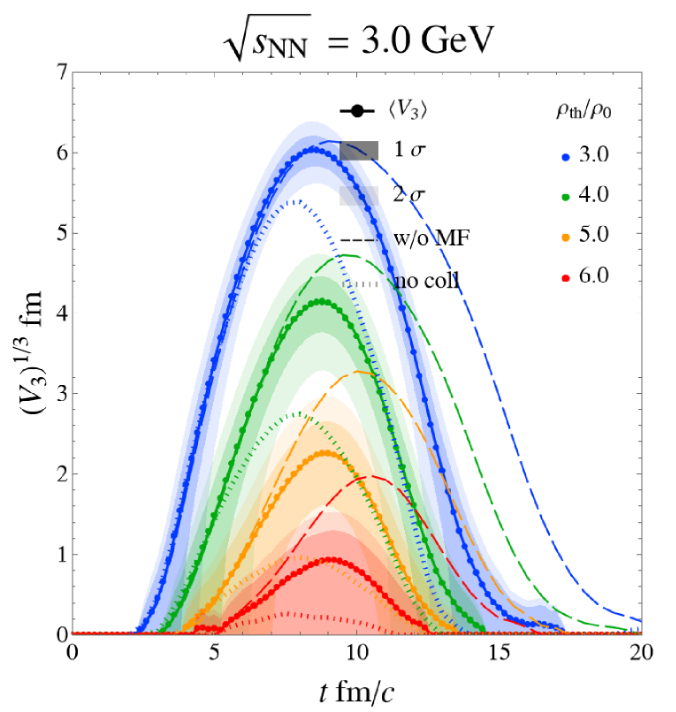 √sNN = 3.0 GeV
⟨V3⟩
1 σ
2 σ
w/o MF
no coll
ρth/ρ0
3.0
4.0
5.0
6.0
(V3)^1/3 fm
7
6
5
4
3
2
1
0
0 5 10 15 20
t fm/c